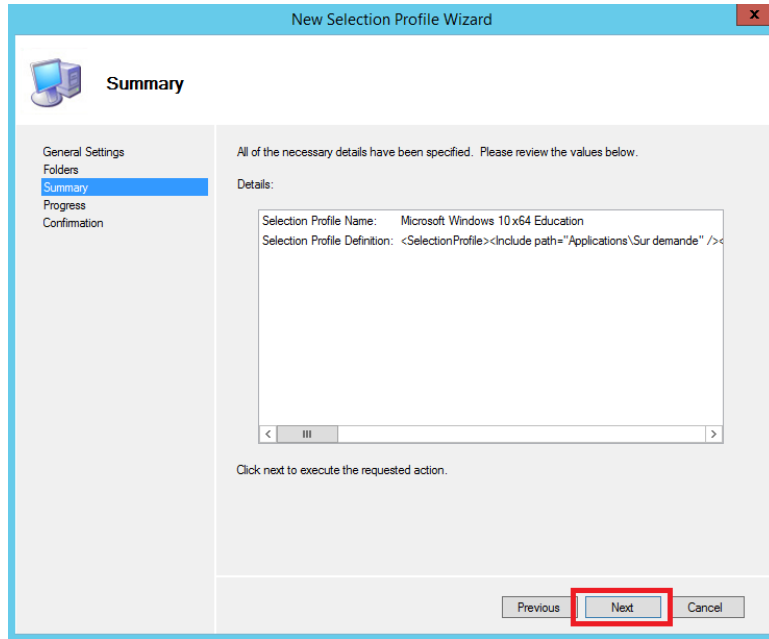 New Selection Profile Wizard
x
Summary
General Settings
Folders
Summary
Progress
Confirmation
All of the necessary details have been specified.  Please review the values below.
Details:
Selection Profile Name: Microsoft Windows 10 x64 Education
Selection Profile Definition: <SelectionProfile><Include path="Applications\Sur demande" /><
Click next to execute the requested action.
Previous Next Cancel